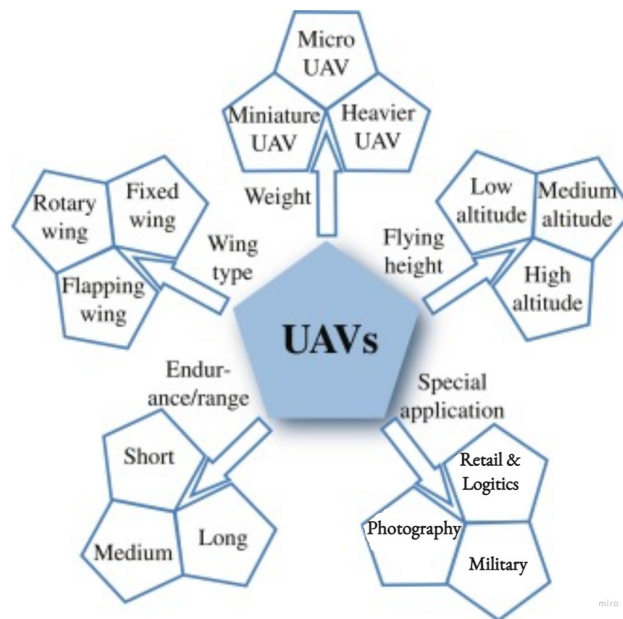 Micro
UAV
Miniature
UAV
Heavier
UAV
Weight
Rotary
wing
Fixed
wing
Flapping
wing
Wing
type
Low
altitude
Medium
altitude
High
altitude
Flying
height
UAVs
Endur-
ance/range
Short
Medium
Long
Special
application
Retail &
Logitics
Photography
Military
miro